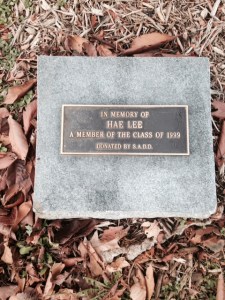 IN MEMORY OF
HAE LEE
A MEMBER OF THE CLASS OF 1999
DONATED BY S.A.D.D.